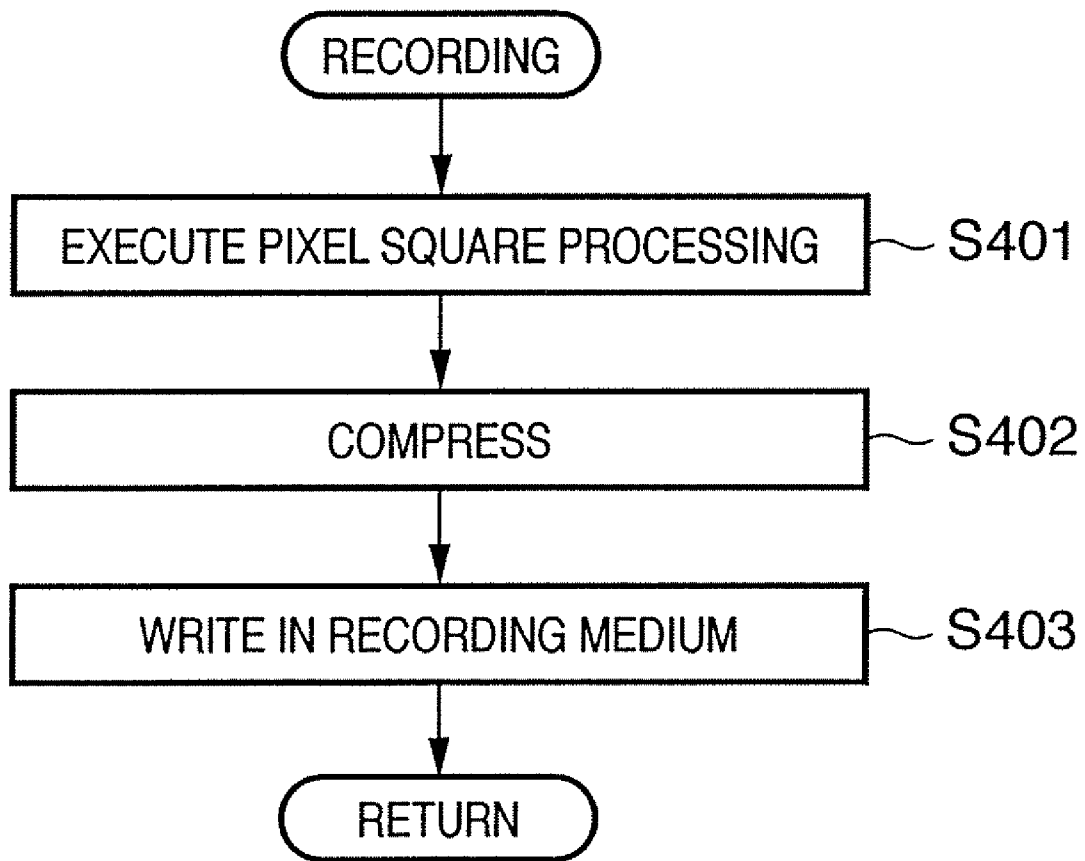 RECORDING
EXECUTE PIXEL SQUARE PROCESSING
S401
COMPRESS
S402
WRITE IN RECORDING MEDIUM
S403
RETURN